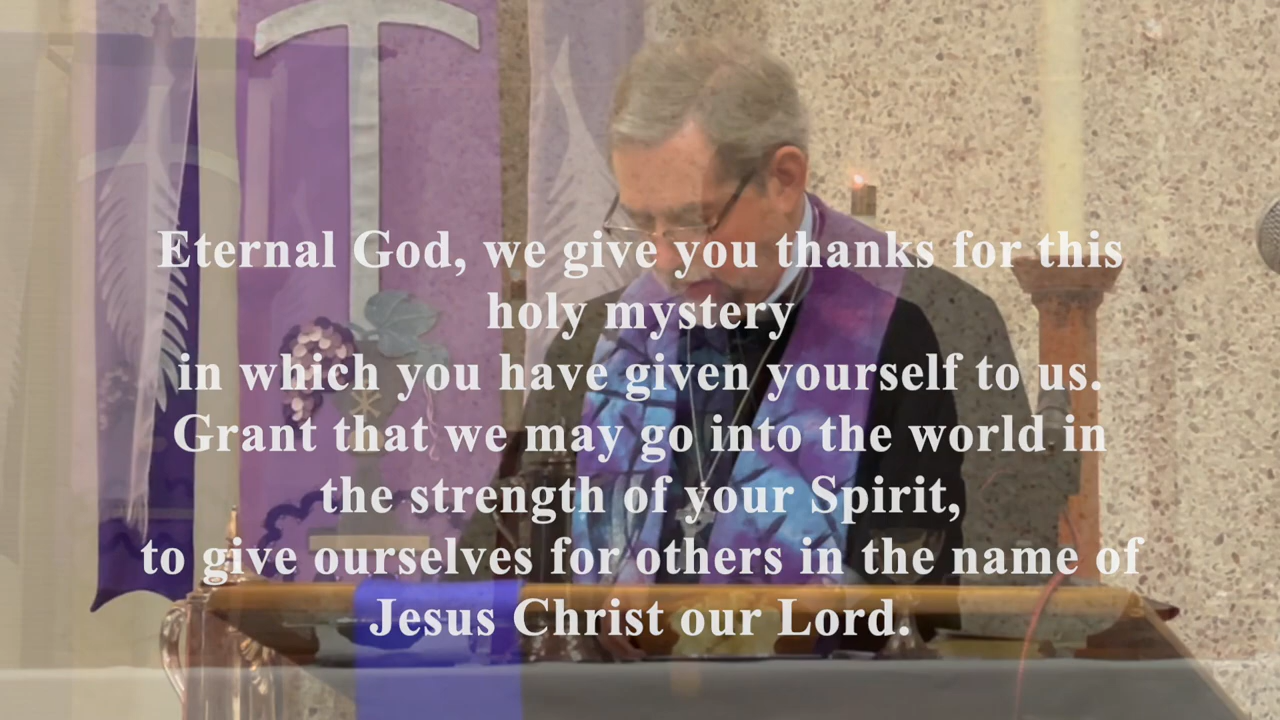 Eternal God, we give you thanks for this
holy mystery
in which you have given yourself to us.
Grant that we may go into the world in
the strength of your Spirit,
to give ourselves for others in the name of
Jesus Christ our Lord.